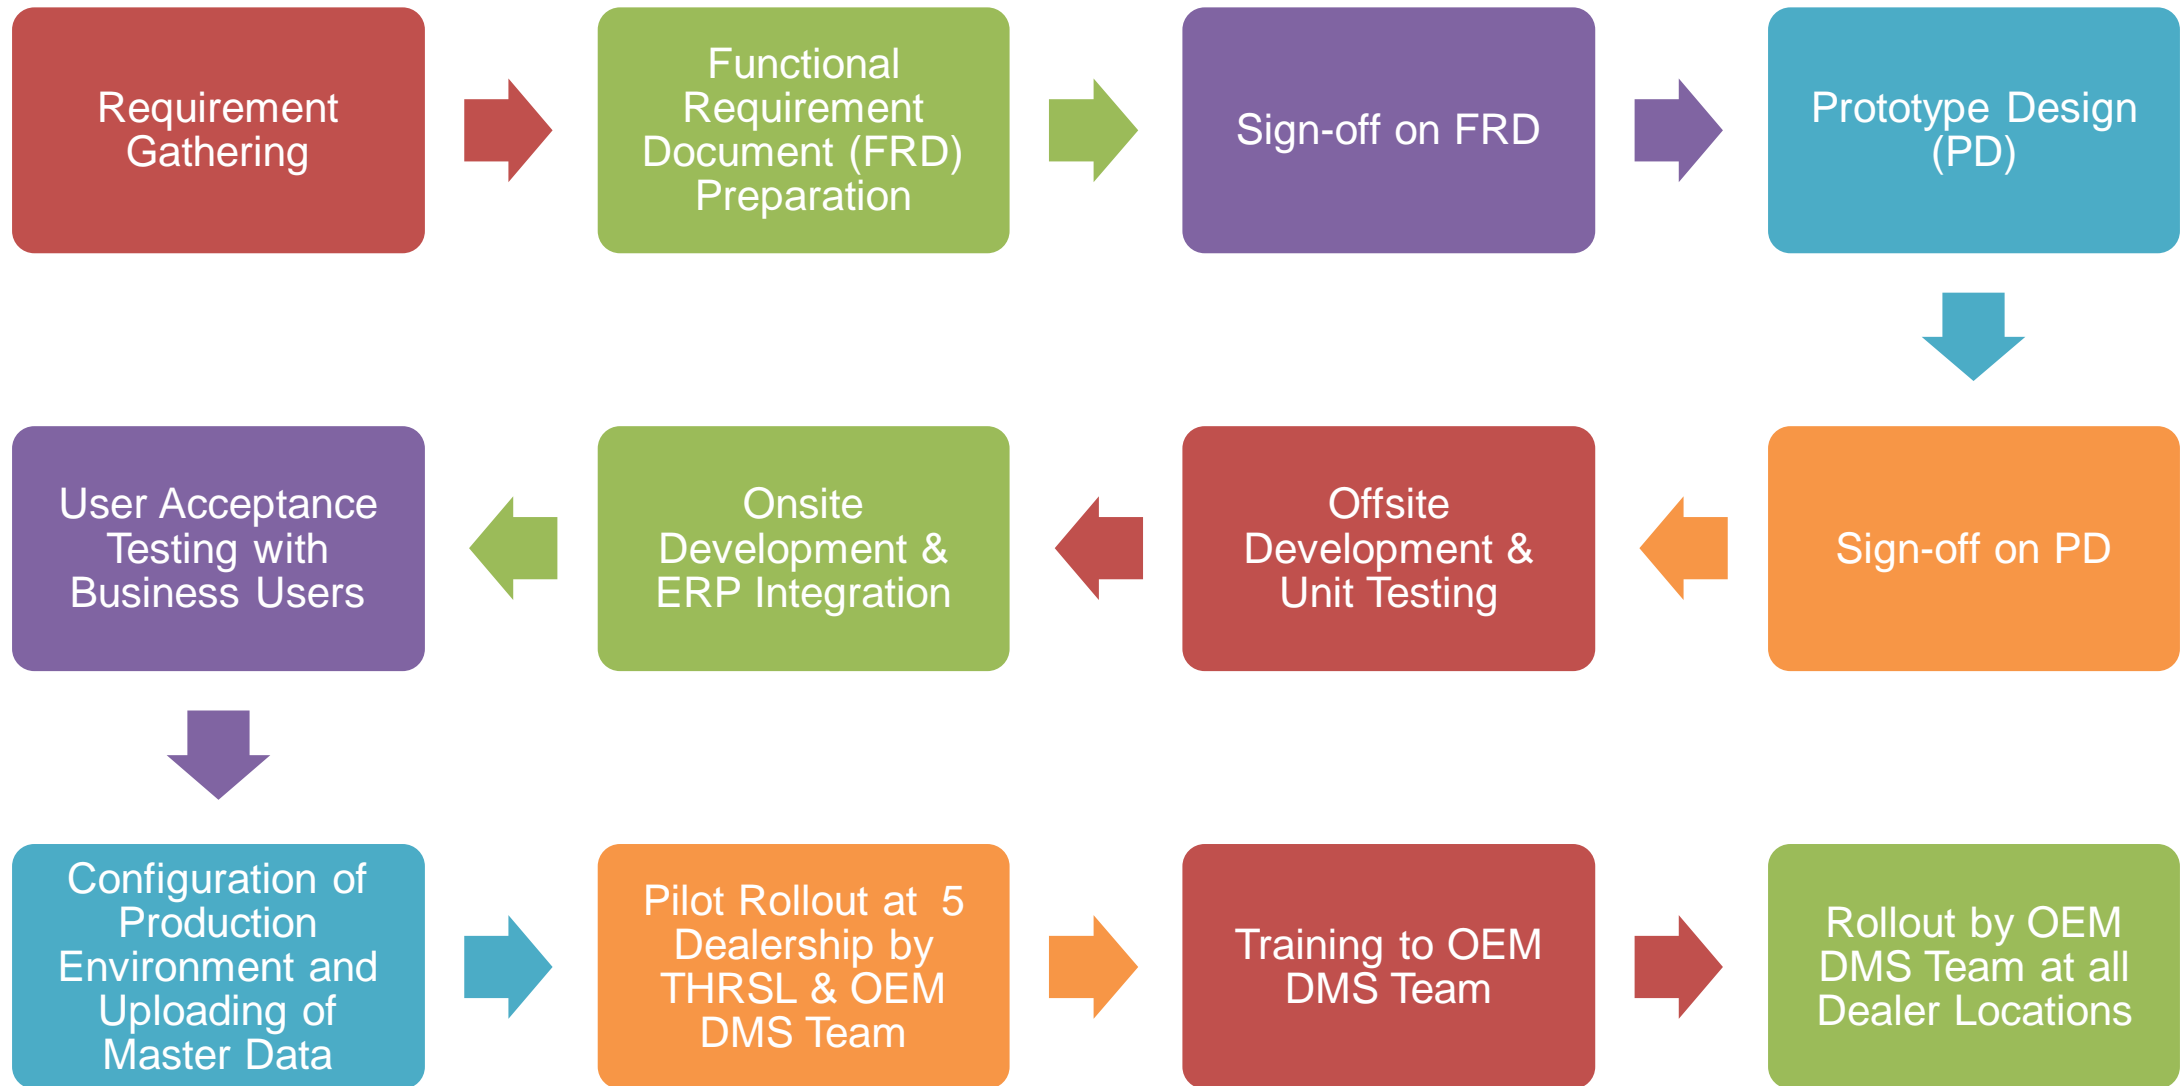 Requirement
Gathering
Functional
Requirement
Document (FRD)
Preparation
Sign-off on FRD
Prototype Design
(PD)
Sign-off on PD
Offsite
Development &
Unit Testing
Onsite
Development &
ERP Integration
User Acceptance
Testing with
Business Users
Configuration of
Production
Environment and
Uploading of
Master Data
Pilot Rollout at 5
Dealership by
THRSL & OEM
DMS Team
Training to OEM
DMS Team
Rollout by OEM
DMS Team at all
Dealer Locations